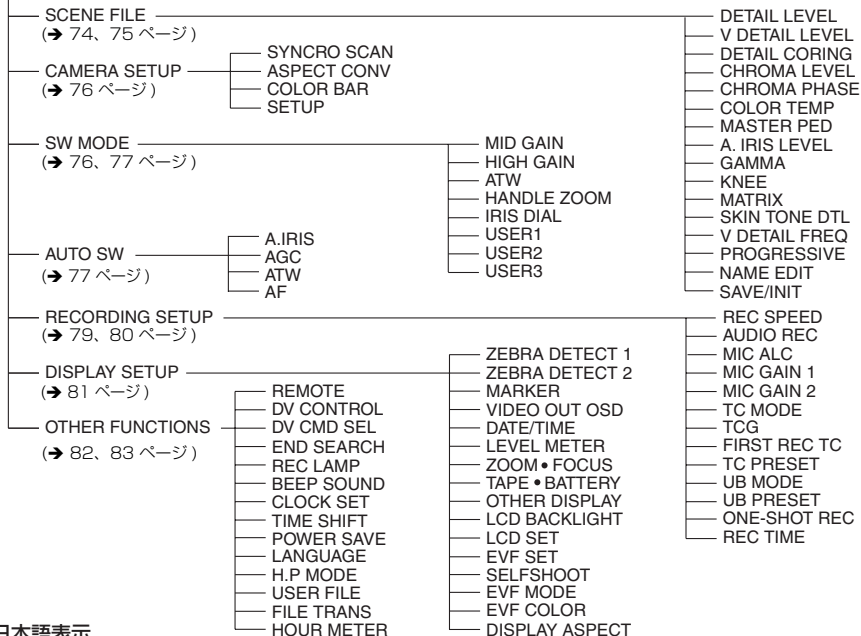 SCENE FILE
(➔ 74、75 ページ)
DETAIL LEVEL
V DETAIL LEVEL
DETAIL CORING
CHROMA LEVEL
CHROMA PHASE
COLOR TEMP
MASTER PED
A. IRIS LEVEL
GAMMA
KNEE
MATRIX
SKIN TONE DTL
V DETAIL FREQ
PROGRESSIVE
NAME EDIT
SAVE/INIT
CAMERA SETUP
(➔ 76 ページ)
SYNCRO SCAN
ASPECT CONV
COLOR BAR
SETUP
SW MODE
(➔ 76、77 ページ)
MID GAIN
HIGH GAIN
ATW
HANDLE ZOOM
IRIS DIAL
USER1
USER2
USER3
AUTO SW
(➔ 77 ページ)
A.IRIS
AGC
ATW
AF
RECORDING SETUP
(➔ 79、80 ページ)
REC SPEED
AUDIO REC
MIC ALC
MIC GAIN 1
MIC GAIN 2
TC MODE
TCG
FIRST REC TC
TC PRESET
UB MODE
UB PRESET
ONE-SHOT REC
REC TIME
DISPLAY SETUP
(➔ 81 ページ)
ZEBRA DETECT 1
ZEBRA DETECT 2
MARKER
VIDEO OUT OSD
DATE/TIME
LEVEL METER
ZOOM • FOCUS
TAPE • BATTERY
OTHER DISPLAY
LCD BACKLIGHT
LCD SET
EVF SET
SELFSHOOT
EVF MODE
EVF COLOR
DISPLAY ASPECT
OTHER FUNCTIONS
(➔ 82、83 ページ)
REMOTE
DV CONTROL
DV CMD SEL
END SEARCH
REC LAMP
BEEP SOUND
CLOCK SET
TIME SHIFT
POWER SAVE
LANGUAGE
H.P MODE
USER FILE
FILE TRANS
HOUR METER
日本語表示